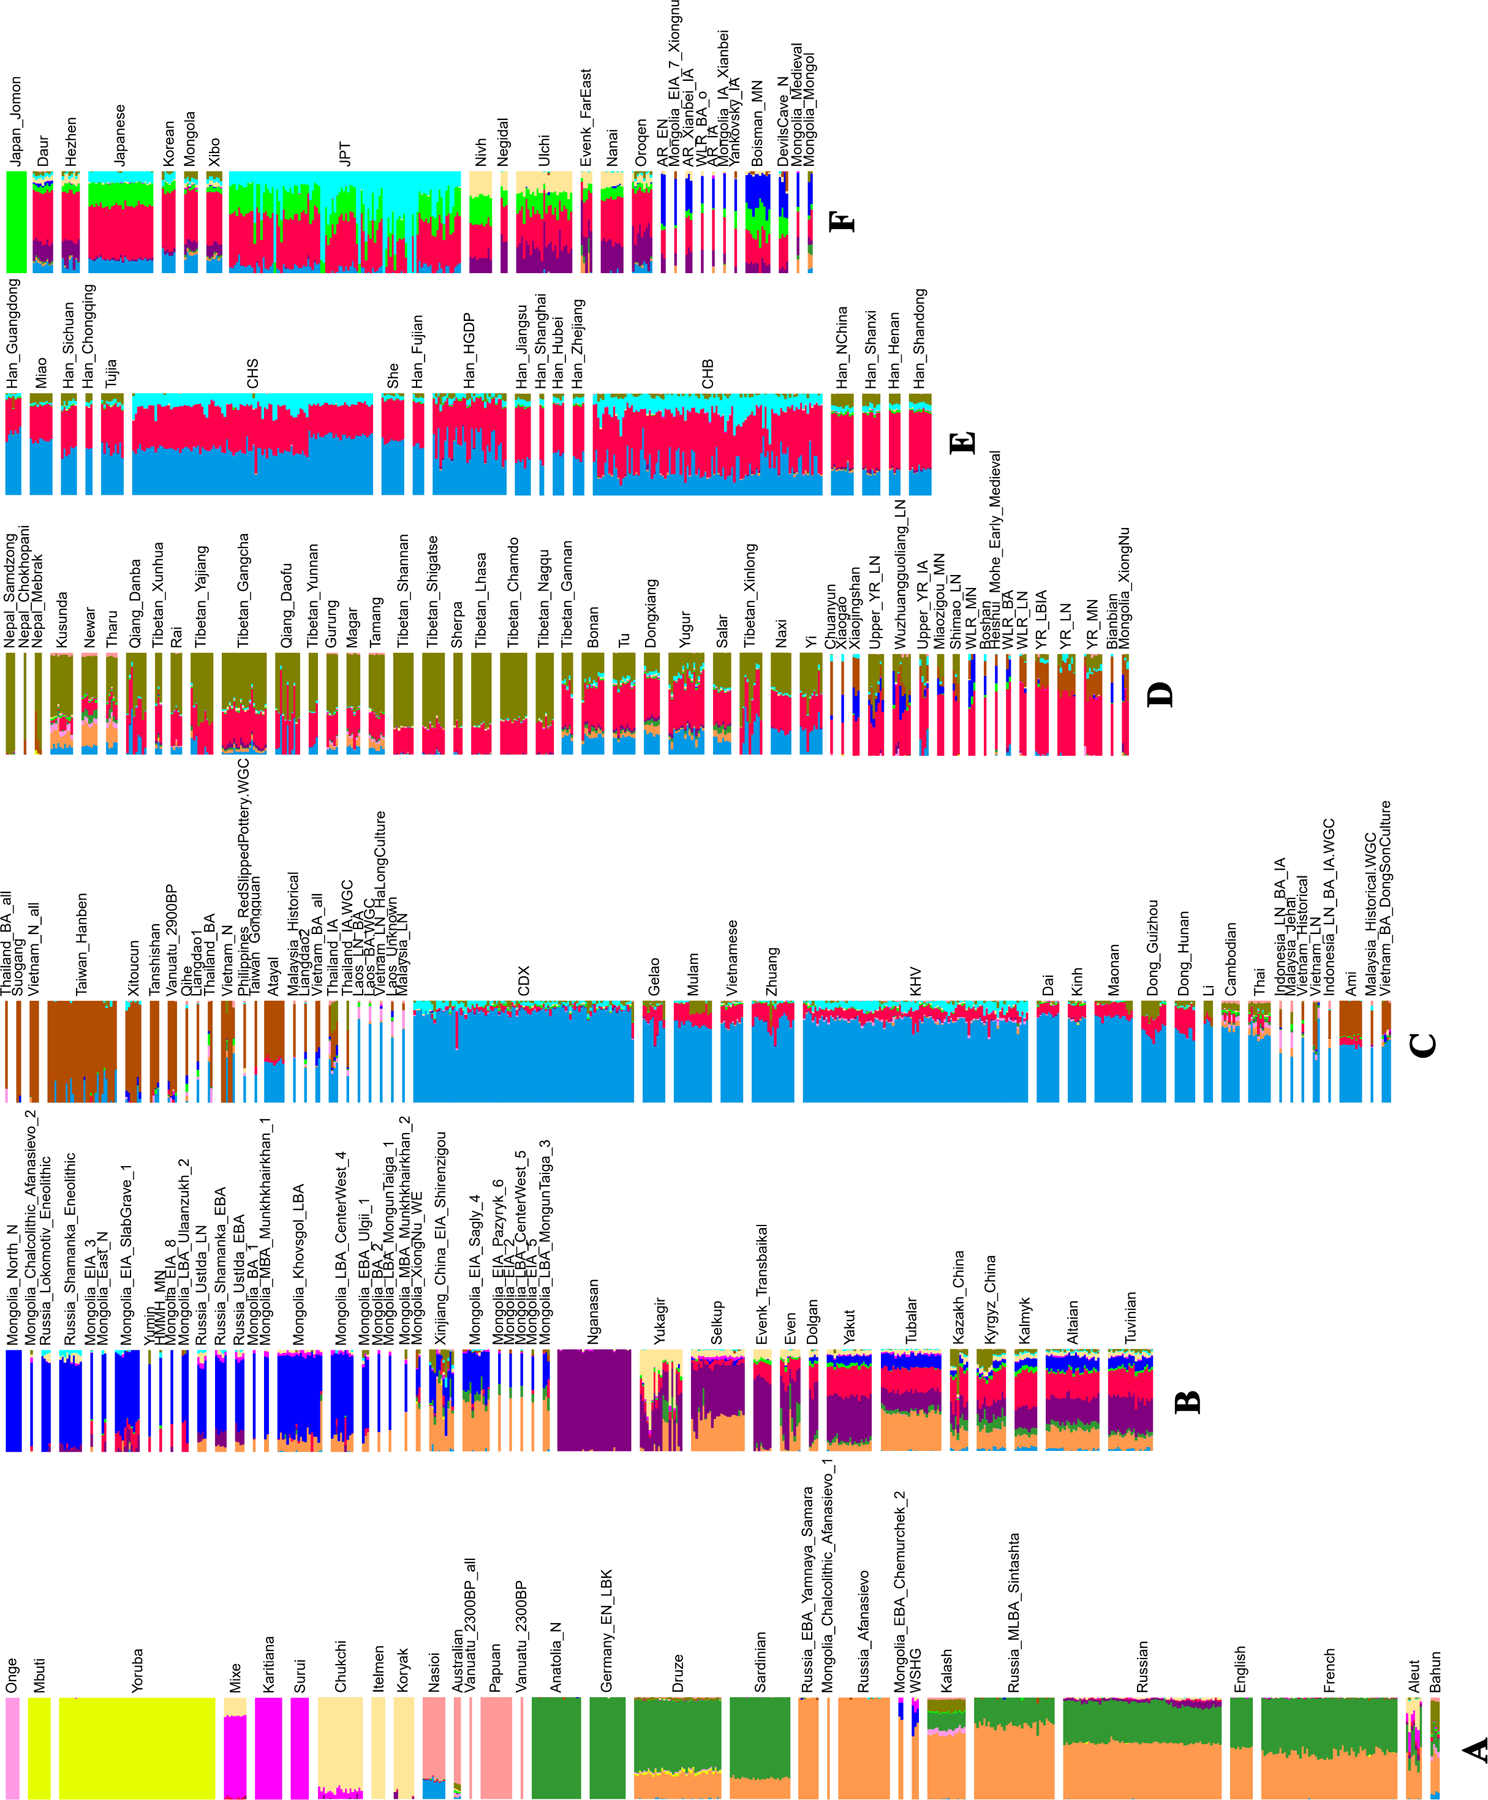 Onge
Mbuti
Yoruba
Mixe
Karitiana
Surui
Chukchi
Itelmen
Koryak
Nasioi
Australian
Vanuatu_2300BP_all
Papuan
Vanuatu_2300BP
Anatolia_N
Germany_EN_LBK
Druze
Sardinian
Russia_EBA_Yamnaya_Samara
Mongolia_Chalcolithic_Afanasievo_1
Russia_Afanasievo
Mongolia_EBA_Chemurchek_2
WSHG
Kalash
Russia_MLBA_Sintashta
Russian
English
French
Aleut
Bahun
A
Mongolia_North_N
Mongolia_Chalcolithic_Afanasievo_2
Russia_Lokomotiv_Eneolithic
Russia_Shamanka_Eneolithic
Mongolia_EIA_3
Mongolia_East_N
Mongolia_EIA_SlabGrave_1
Yumin
HMMH_MN
Mongolia_EIA_8
Mongolia_LBA_Ulaanzukh_2
Russia_UstIda_LN
Russia_Shamanka_EBA
Russia_UstIda_EBA
Mongolia_BA_1
Mongolia_MBA_Munkhkhairkhan_1
Mongolia_Khovsgol_LBA
Mongolia_LBA_CenterWest_4
Mongolia_EBA_Ulgii_1
Mongolia_BA_2
Mongolia_LBA_MongunTaiga_1
Mongolia_MBA_Munkhkhairkhan_2
Mongolia_XiongNu_WE
Xinjiang_China_EIA_Shirenzigou
Mongolia_EIA_Sagly_4
Mongolia_EIA_Pazyryk_6
Mongolia_EIA_2
Mongolia_LBA_CenterWest_5
Mongolia_EIA_5
Mongolia_LBA_MongunTaiga_3
Nganasan
Yukagir
Selkup
Evenk_Transbaikal
Even
Dolgan
Yakut
Tubalar
Kazakh_China
Kyrgyz_China
Kalmyk
Altaian
Tuvinian
B
Thailand_BA_all
Suogang
Vietnam_N_all
Taiwan_Hanben
Xitoucun
Tanshishan
Vanuatu_2900BP
Qihe
Liangdao1
Thailand_BA
Vietnam_N
Philippines_RedSlippedPottery.WGC
Taiwan_Gongguan
Atayal
Malaysia_Historical
Liangdao2
Vietnam_BA_all
Thailand_IA
Thailand_IA.WGC
Laos_LN_BA
Laos_BA.WGC
Vietnam_LN_HaLongCulture
Laos_Unknown
Malaysia_LN
CDX
Gelao
Mulam
Vietnamese
Zhuang
KHV
Dai
Kinh
Maonan
Dong_Guizhou
Dong_Hunan
Li
Cambodian
Thai
Indonesia_LN_BA_IA
Malaysia_Jehai
Vietnam_Historical
Vietnam_LN
Indonesia_LN_BA_IA.WGC
Ami
Malaysia_Historical.WGC
Vietnam_BA_DongSonCulture
C
Nepal_Samdzong
Nepal_Chokhopani
Nepal_Mebrak
Kusunda
Newar
Tharu
Qiang_Danba
Tibetan_Xunhua
Rai
Tibetan_Yajiang
Tibetan_Gangcha
Qiang_Daofu
Tibetan_Yunnan
Gurung
Magar
Tamang
Tibetan_Shannan
Tibetan_Shigatse
Sherpa
Tibetan_Lhasa
Tibetan_Chamdo
Tibetan_Nagqu
Tibetan_Gannan
Bonan
Tu
Dongxiang
Yugur
Salar
Tibetan_Xinlong
Naxi
Yi
Chuanyun
Xiaogao
Xiaojingshan
Upper_YR_LN
Wuzhuangguoliang_LN
Upper_YR_IA
Miaozigou_MN
Shimao_LN
WLR_MN
Boshan
Heishui_Mohe_Early_Medieval
WLR_BA
WLR_LN
YR_LBIA
YR_LN
YR_MN
Bianbian
Mongolia_XiongNu
D
Han_Guangdong
Miao
Han_Sichuan
Han_Chongqing
Tujia
CHS
She
Han_Fujian
Han_HGDP
Han_Jiangsu
Han_Shanghai
Han_Hubei
Han_Zhejiang
CHB
Han_NChina
Han_Shanxi
Han_Henan
Han_Shandong
E
Japan_Jomon
Daur
Hezhen
Japanese
Korean
Mongola
Xibo
JPT
Nivh
Negidal
Ulchi
Evenk_FarEast
Nanai
Oroqen
AR_EN
Mongolia_EIA_7_Xiongnu
AR_Xianbei_IA
WLR_BA_o
AR_IA
Mongolia_IA_Xianbei
Yankovsky_IA
Boisman_MN
DevilsCave_N
Mongolia_Medieval
Mongolia_Mongol
F